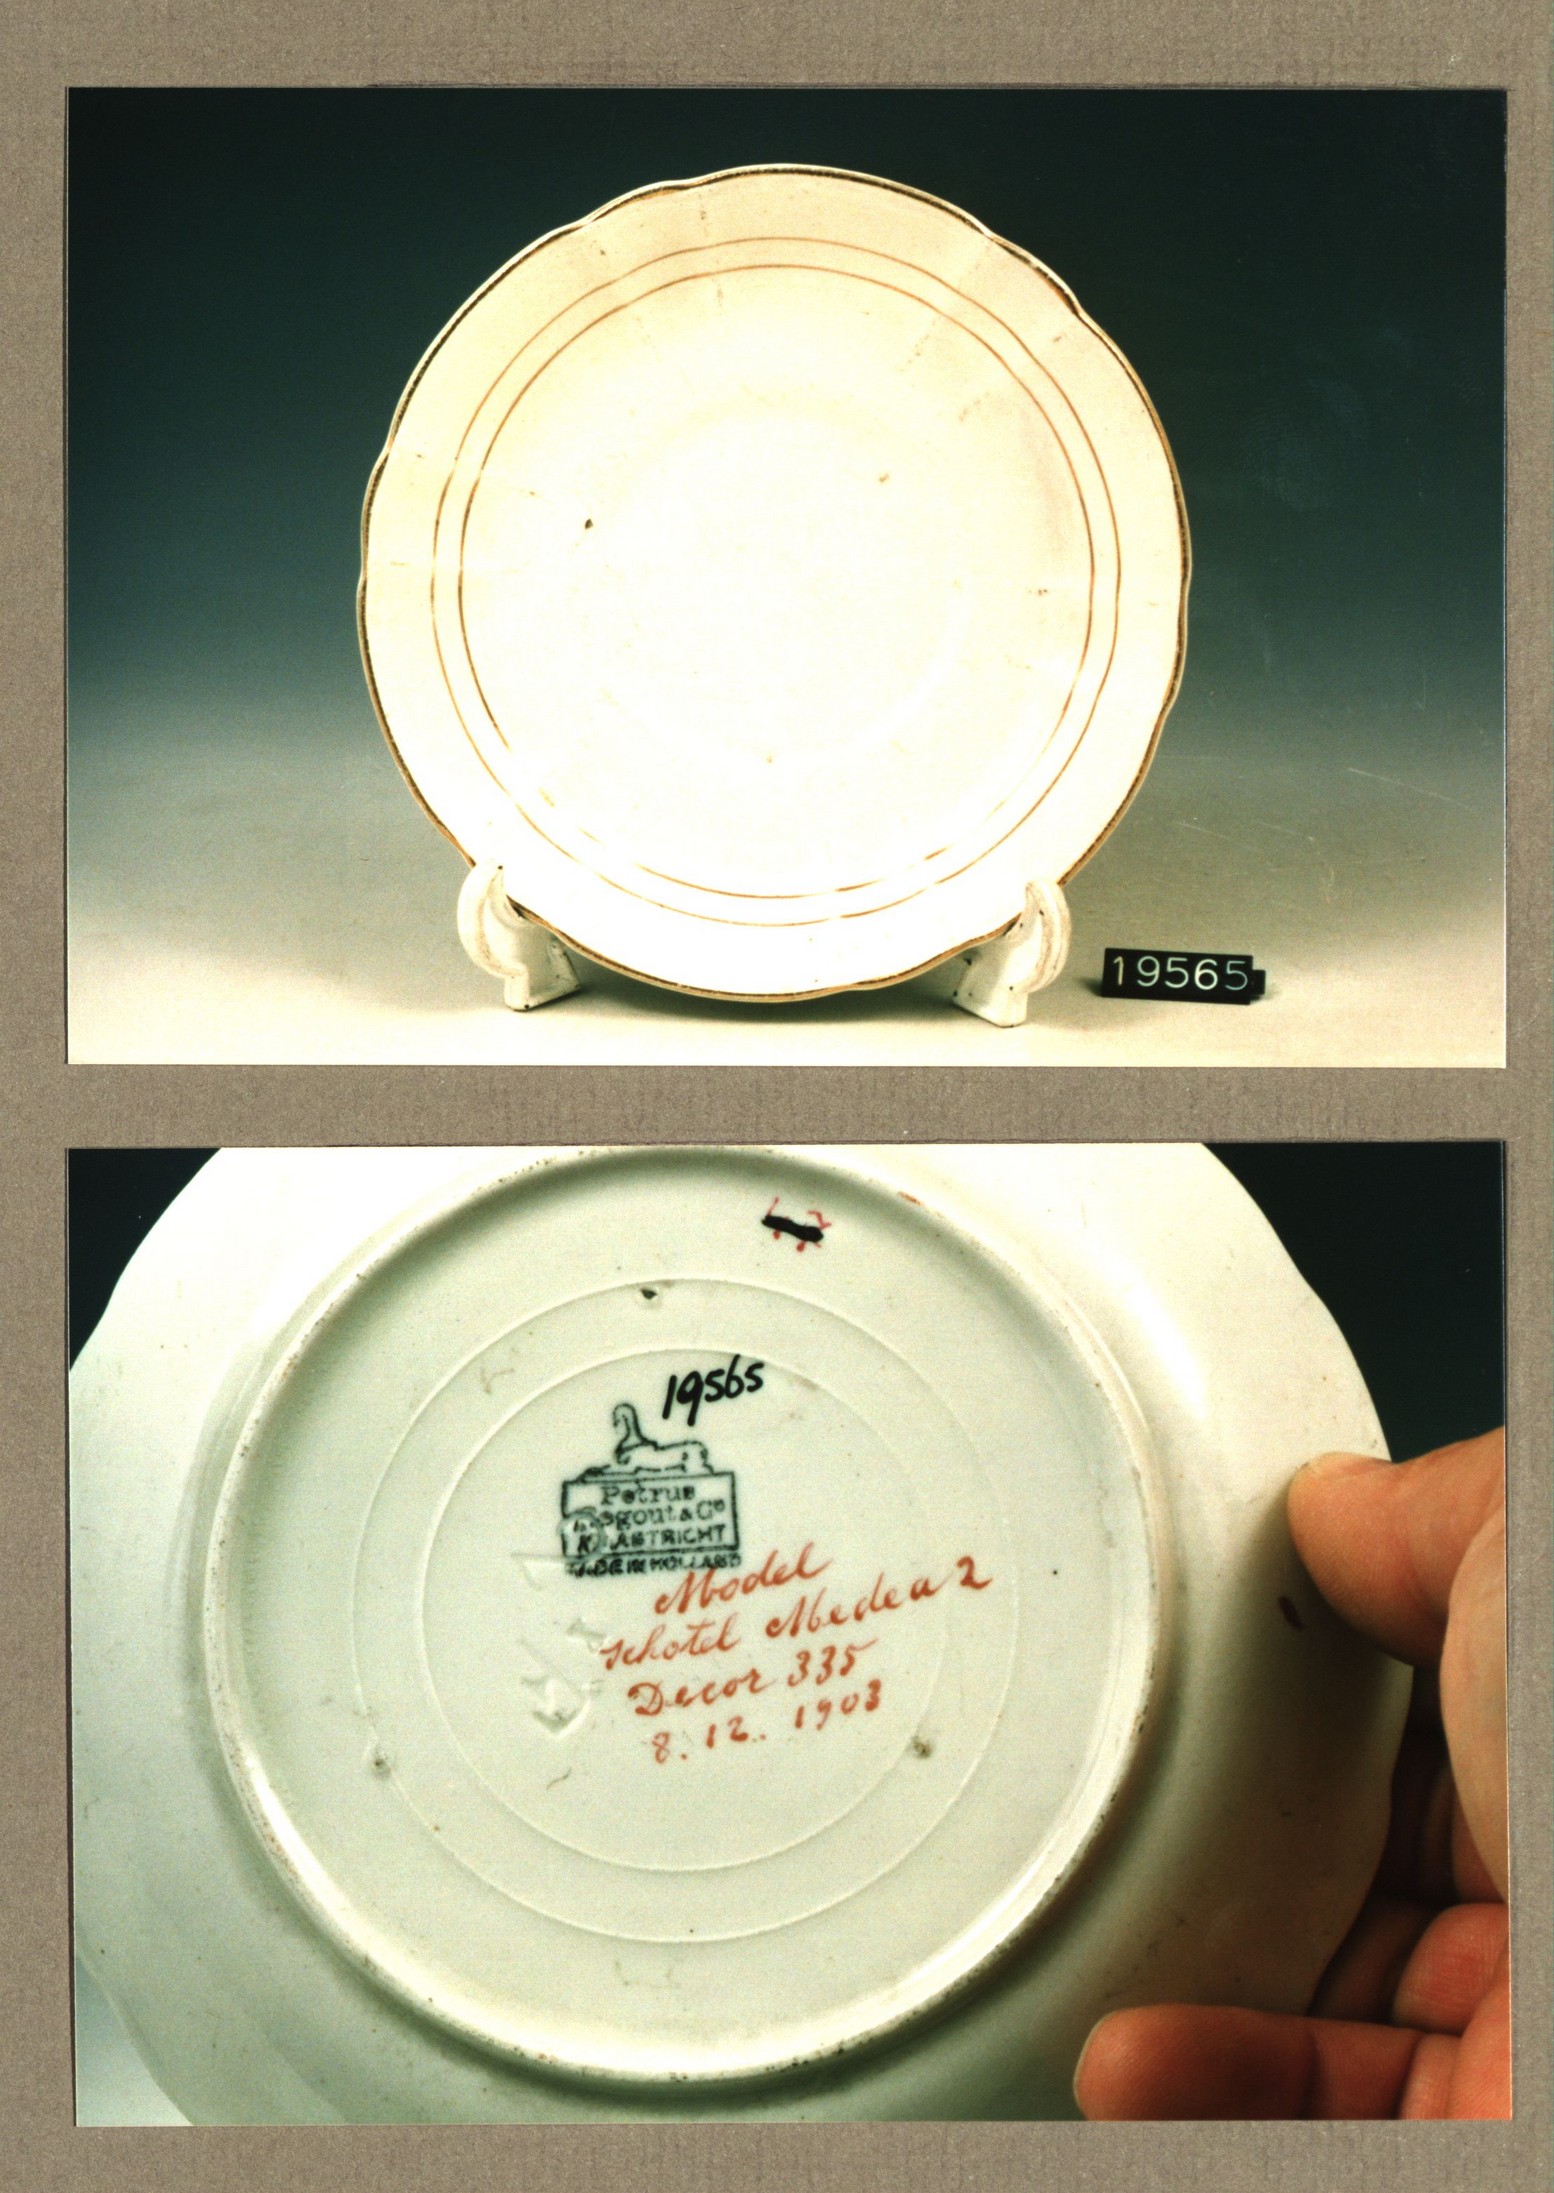 19565
19565
Petrus
Regout & Co
MAASTRICHT
MADE IN HOLLAND
Model
schotel Medea 2
Decor 335
8. 12. 1903